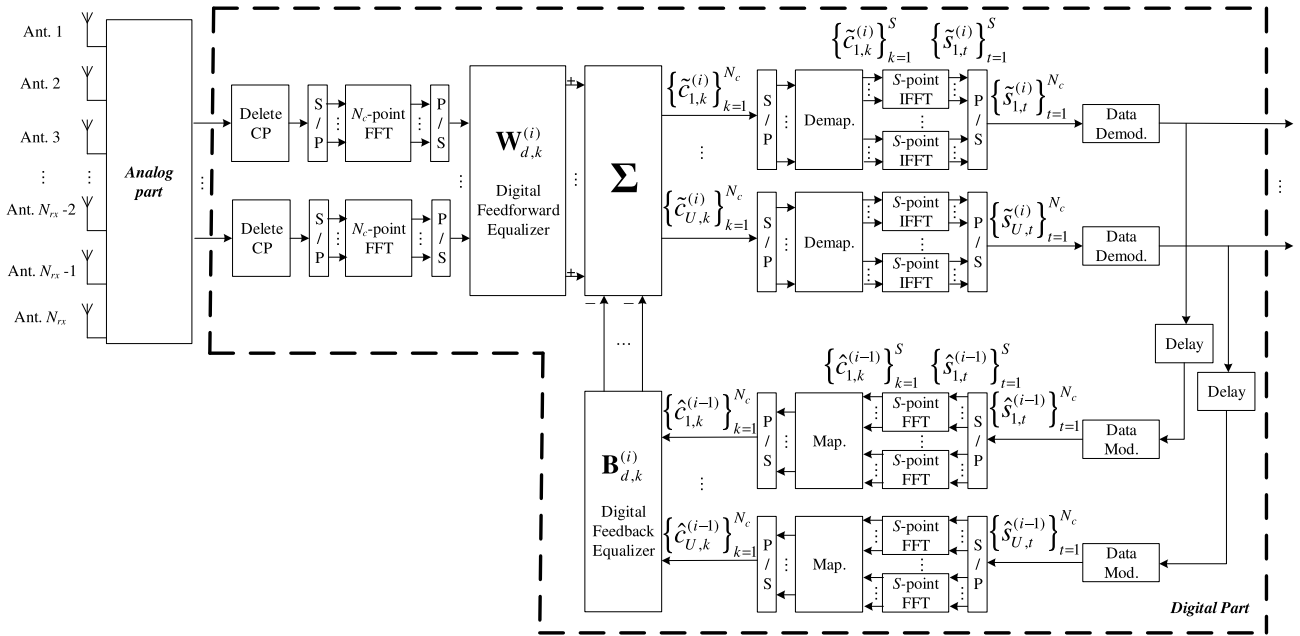 Ant. 1
Ant. 2
Ant. 3
⋮
Ant. N_rx -2
Ant. N_rx -1
Ant. N_rx
Analog
part
Delete
CP
S
/
P
N_c-point
FFT
P
/
S
Delete
CP
S
/
P
N_c-point
FFT
P
/
S
W_{d,k}^{(i)}
Digital
Feedforward
Equalizer
+
+
Σ
−
−
{c̃_{1,k}^{(i)}}_{k=1}^{N_c}
{c̃_{U,k}^{(i)}}_{k=1}^{N_c}
S
/
P
Demap.
{c̃_{1,k}^{(i)}}_{k=1}^{S}
{s̃_{1,t}^{(i)}}_{t=1}^{S}
S-point
IFFT
S-point
IFFT
P
/
S
{s̃_{1,t}^{(i)}}_{t=1}^{N_c}
Data
Demod.
S
/
P
Demap.
S-point
IFFT
S-point
IFFT
P
/
S
{s̃_{U,t}^{(i)}}_{t=1}^{N_c}
Data
Demod.
Delay
Delay
B_{d,k}^{(i)}
Digital
Feedback
Equalizer
{ĉ_{1,k}^{(i−1)}}_{k=1}^{N_c}
{ĉ_{U,k}^{(i−1)}}_{k=1}^{N_c}
P
/
S
Map.
{ĉ_{1,k}^{(i−1)}}_{k=1}^{S}
{ŝ_{1,t}^{(i−1)}}_{t=1}^{S}
S-point
FFT
S-point
FFT
S
/
P
{ŝ_{1,t}^{(i−1)}}_{t=1}^{N_c}
Data
Mod.
P
/
S
Map.
S-point
FFT
S-point
FFT
S
/
P
{ŝ_{U,t}^{(i−1)}}_{t=1}^{N_c}
Data
Mod.
Digital Part